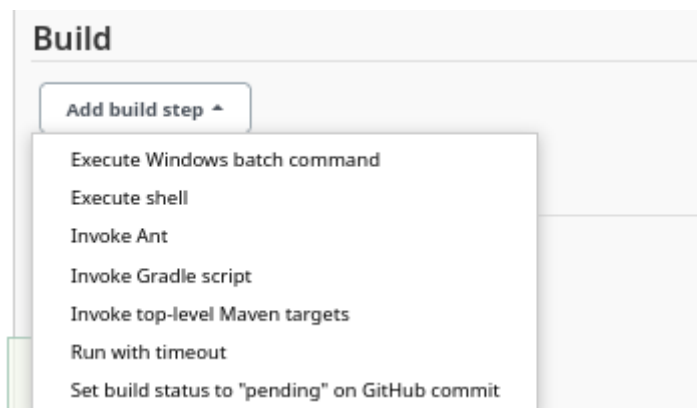 Build
Add build step
Execute Windows batch command
Execute shell
Invoke Ant
Invoke Gradle script
Invoke top-level Maven targets
Run with timeout
Set build status to "pending" on GitHub commit